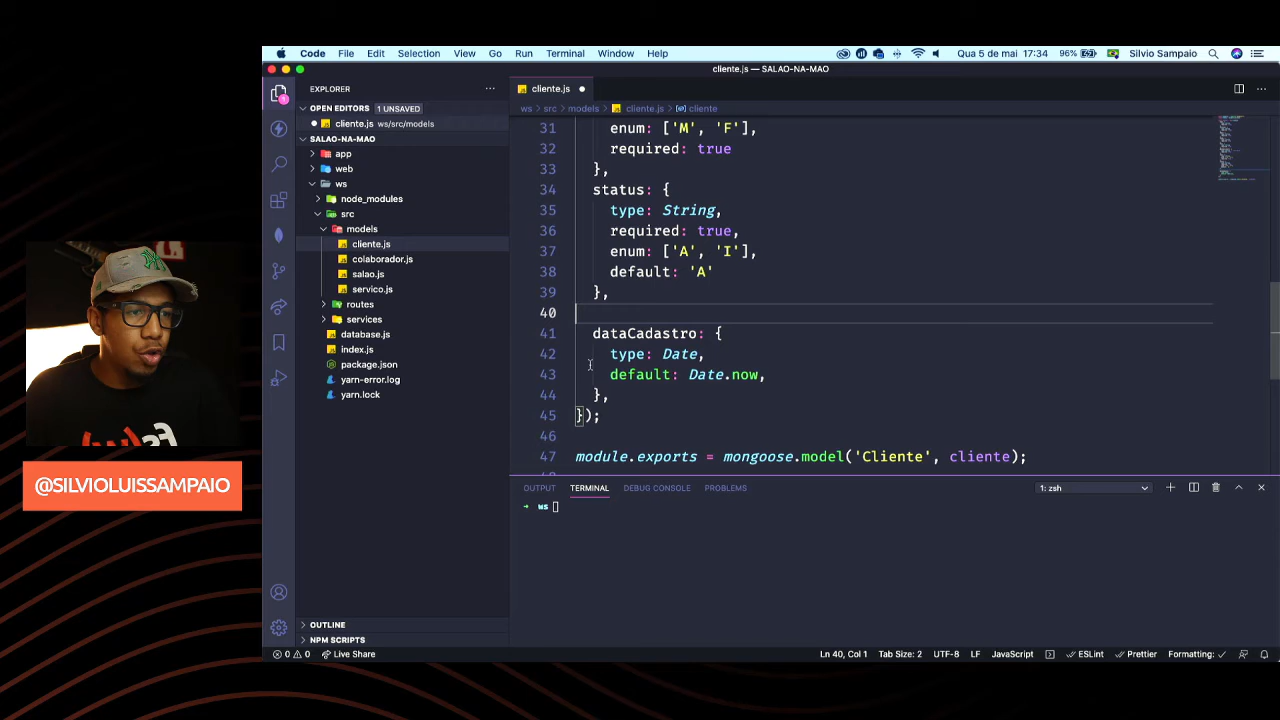 Code File Edit Selection View Go Run Terminal Window Help Qua 5 de mai 17:34 96% Silvio Sampaio
cliente.js — SALAO-NA-MAO
EXPLORER
cliente.js
OPEN EDITORS 1 UNSAVED
ws src models cliente.js cliente
cliente.js ws/src/models
SALAO-NA-MAO
app
web
ws
node_modules
src
models
cliente.js
colaborador.js
salao.js
servico.js
routes
services
database.js
index.js
package.json
yarn-error.log
yarn.lock
OUTLINE
NPM SCRIPTS
31 enum: ['M', 'F'],
32 required: true
33 },
34 status: {
35 type: String,
36 required: true,
37 enum: ['A', 'I'],
38 default: 'A'
39 },
40
41 dataCadastro: {
42 type: Date,
43 default: Date.now,
44 },
45 });
46
47 module.exports = mongoose.model('Cliente', cliente);
OUTPUT TERMINAL DEBUG CONSOLE PROBLEMS 1: zsh
→ ws
0 0 Live Share Ln 40, Col 1 Tab Size: 2 UTF-8 LF JavaScript ESLint Prettier Formatting:
@SILVIOLUISSAMPAIO